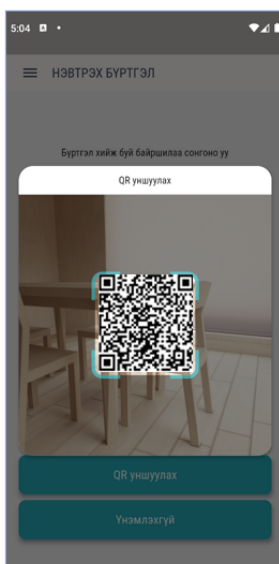 5:04
НЭВТРЭХ БҮРТГЭЛ
Бүртгэл хийж буй байршилаа сонгоно уу
QR уншуулах
QR уншуулах
Үнэмлэхгүй